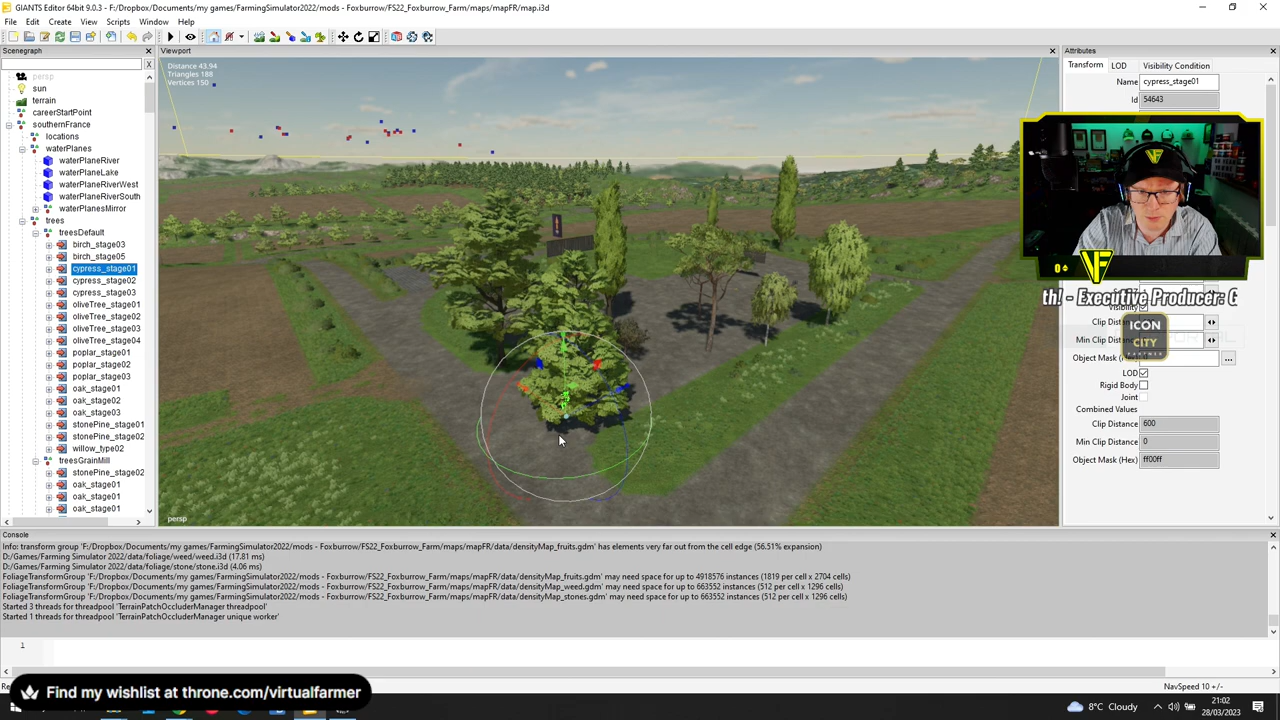 GIANTS Editor 64bit 9.0.3 - F:/Dropbox/Documents/my games/FarmingSimulator2022/mods - Foxburrow/FS22_Foxburrow_Farm/maps/mapFR/map.i3d
File Edit Create View Scripts Window Help
Scenegraph
X
persp
sun
terrain
careerStartPoint
southernFrance
locations
waterPlanes
waterPlaneRiver
waterPlaneLake
waterPlaneRiverWest
waterPlaneRiverSouth
waterPlanesMirror
trees
treesDefault
birch_stage03
birch_stage05
cypress_stage01
cypress_stage02
cypress_stage03
oliveTree_stage01
oliveTree_stage02
oliveTree_stage03
oliveTree_stage04
poplar_stage01
poplar_stage02
poplar_stage03
oak_stage01
oak_stage02
oak_stage03
stonePine_stage01
stonePine_stage02
willow_type02
treesGrainMill
stonePine_stage02
oak_stage01
oak_stage01
oak_stage01
Viewport
Distance 43.94
Triangles 188
Vertices 150
persp
Attributes
Transform LOD Visibility Condition
Name cypress_stage01
Id 54643
0
VF
th! - Executive Producer: G
ICON
CITY
PARTNER
Visibility
Clip Distance
Min Clip Distance
Object Mask
...
LOD
Rigid Body
Joint
Combined Values
Clip Distance 600
Min Clip Distance 0
Object Mask (Hex) ff00ff
Console
Info: transform group 'F:/Dropbox/Documents/my games/FarmingSimulator2022/mods - Foxburrow/FS22_Foxburrow_Farm/maps/mapFR/data/densityMap_fruits.gdm' has elements very far out from the cell edge (56.51% expansion)
D:/Games/Farming Simulator 2022/data/foliage/weed/weed.i3d (17.81 ms)
D:/Games/Farming Simulator 2022/data/foliage/stone/stone.i3d (4.06 ms)
FoliageTransformGroup 'F:/Dropbox/Documents/my games/FarmingSimulator2022/mods - Foxburrow/FS22_Foxburrow_Farm/maps/mapFR/data/densityMap_fruits.gdm' may need space for up to 4918576 instances (1819 per cell x 2704 cells)
FoliageTransformGroup 'F:/Dropbox/Documents/my games/FarmingSimulator2022/mods - Foxburrow/FS22_Foxburrow_Farm/maps/mapFR/data/densityMap_weed.gdm' may need space for up to 663552 instances (512 per cell x 1296 cells)
FoliageTransformGroup 'F:/Dropbox/Documents/my games/FarmingSimulator2022/mods - Foxburrow/FS22_Foxburrow_Farm/maps/mapFR/data/densityMap_stones.gdm' may need space for up to 663552 instances (512 per cell x 1296 cells)
Started 3 threads for threadpool 'TerrainPatchOccluderManager threadpool'
Started 1 threads for threadpool 'TerrainPatchOccluderManager unique worker'
1
NavSpeed 10 +/-
Find my wishlist at throne.com/virtualfarmer
8°C Cloudy
21:02
28/03/2023